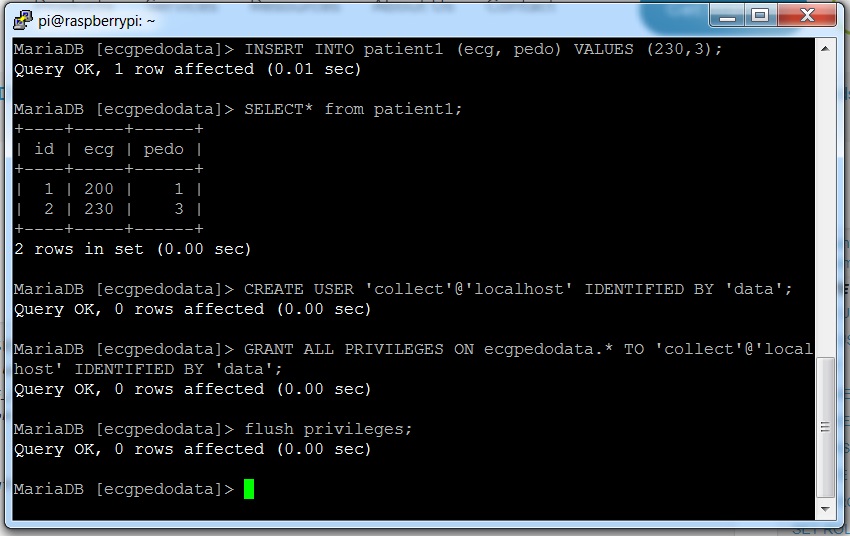 pi@raspberrypi: ~
MariaDB [ecgpedodata]> INSERT INTO patient1 (ecg, pedo) VALUES (230,3);
Query OK, 1 row affected (0.01 sec)
MariaDB [ecgpedodata]> SELECT* from patient1;
+----+-----+------+
| id | ecg | pedo |
+----+-----+------+
|  1 | 200 |    1 |
|  2 | 230 |    3 |
+----+-----+------+
2 rows in set (0.00 sec)
MariaDB [ecgpedodata]> CREATE USER 'collect'@'localhost' IDENTIFIED BY 'data';
Query OK, 0 rows affected (0.00 sec)
MariaDB [ecgpedodata]> GRANT ALL PRIVILEGES ON ecgpedodata.* TO 'collect'@'local
host' IDENTIFIED BY 'data';
Query OK, 0 rows affected (0.00 sec)
MariaDB [ecgpedodata]> flush privileges;
Query OK, 0 rows affected (0.00 sec)
MariaDB [ecgpedodata]>